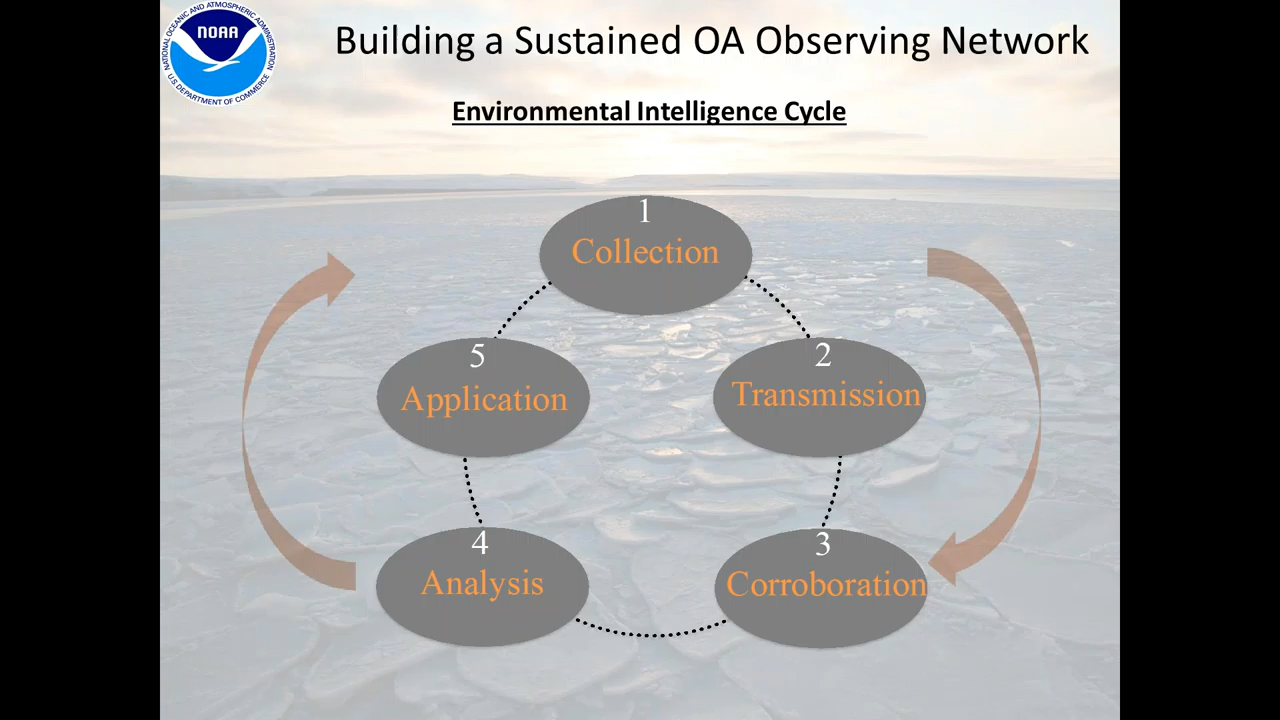 NATIONAL OCEANIC AND ATMOSPHERIC ADMINISTRATION
NOAA
U.S. DEPARTMENT OF COMMERCE
Building a Sustained OA Observing Network
Environmental Intelligence Cycle
1
Collection
2
Transmission
3
Corroboration
4
Analysis
5
Application